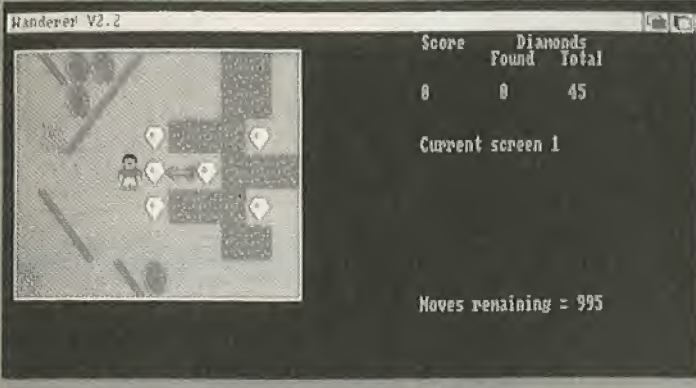 Wanderer V2.2
Score Diamonds
Found Total
0 0 45
Current screen 1
Moves remaining = 995